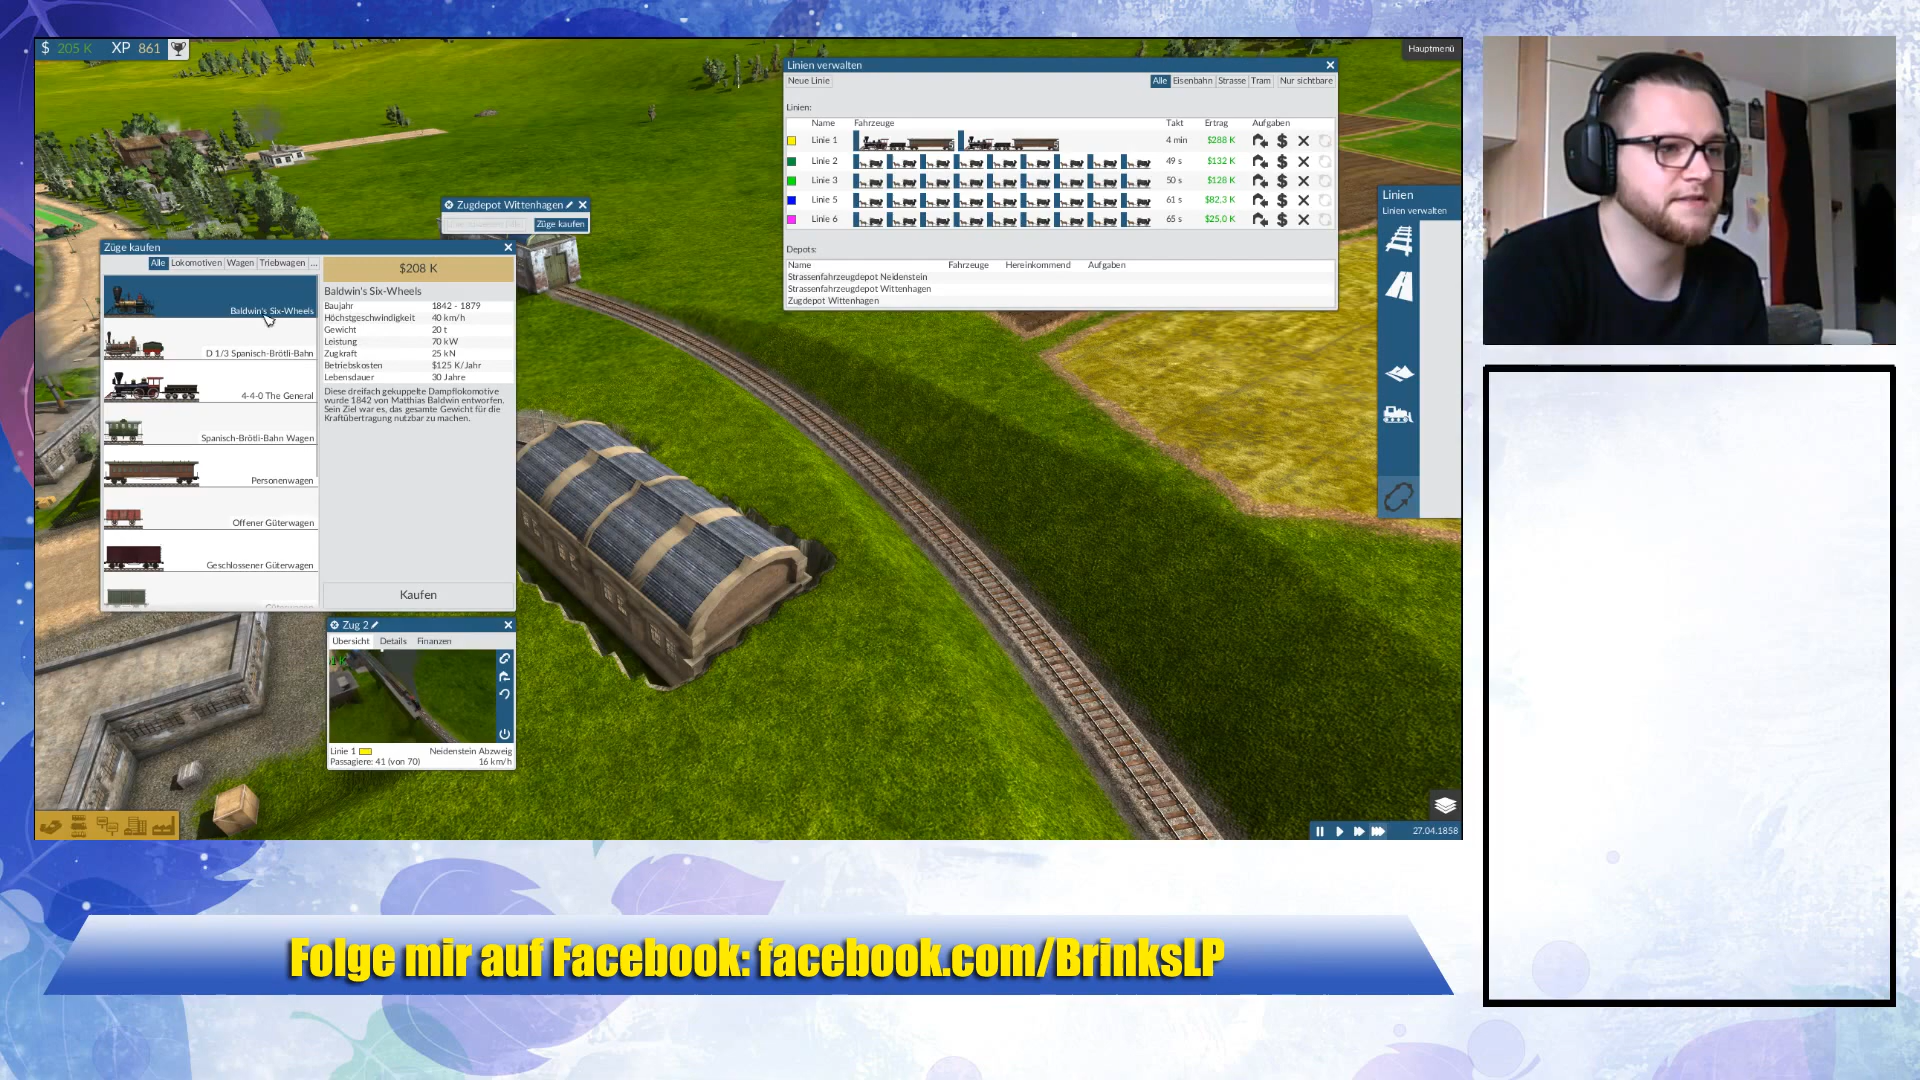 $ 205 K XP 861
Hauptmenü
Linien verwalten
Neue Linie Alle Eisenbahn Strasse Tram Nur sichtbare
Linien:
Name Fahrzeuge Takt Ertrag Aufgaben
Linie 1 4 min $288 K
Linie 2 49 s $132 K
Linie 3 50 s $128 K
Linie 5 61 s $82.3 K
Linie 6 65 s $25.0 K
Depots:
Name Fahrzeuge Hereinkommend Aufgaben
Strassenfahrzeugdepot Neidenstein
Strassenfahrzeugdepot Wittenhagen
Zugdepot Wittenhagen
Linien
Linien verwalten
Zugdepot Wittenhagen
Züge kaufen
Züge kaufen
Alle Lokomotiven Wagen Triebwagen ...
Baldwin's Six-Wheels
D 1/3 Spanisch-Brötli-Bahn
4-4-0 The General
Spanisch-Brötli-Bahn Wagen
Personenwagen
Offener Güterwagen
Geschlossener Güterwagen
$208 K
Baldwin's Six-Wheels
Baujahr 1842 - 1879
Höchstgeschwindigkeit 40 km/h
Gewicht 20 t
Leistung 70 kW
Zugkraft 25 kN
Betriebskosten $125 K/Jahr
Lebensdauer 30 Jahre
Diese dreifach gekuppelte Dampflokomotive
wurde 1842 von Matthias Baldwin entworfen.
Sein Ziel war es, das gesamte Gewicht für die
Kraftübertragung nutzbar zu machen.
Kaufen
Zug 2
Übersicht Details Finanzen
Linie 1 Neidenstein Abzweig
Passagiere: 41 (von 70) 16 km/h
27.04.1858
Folge mir auf Facebook: facebook.com/BrinksLP